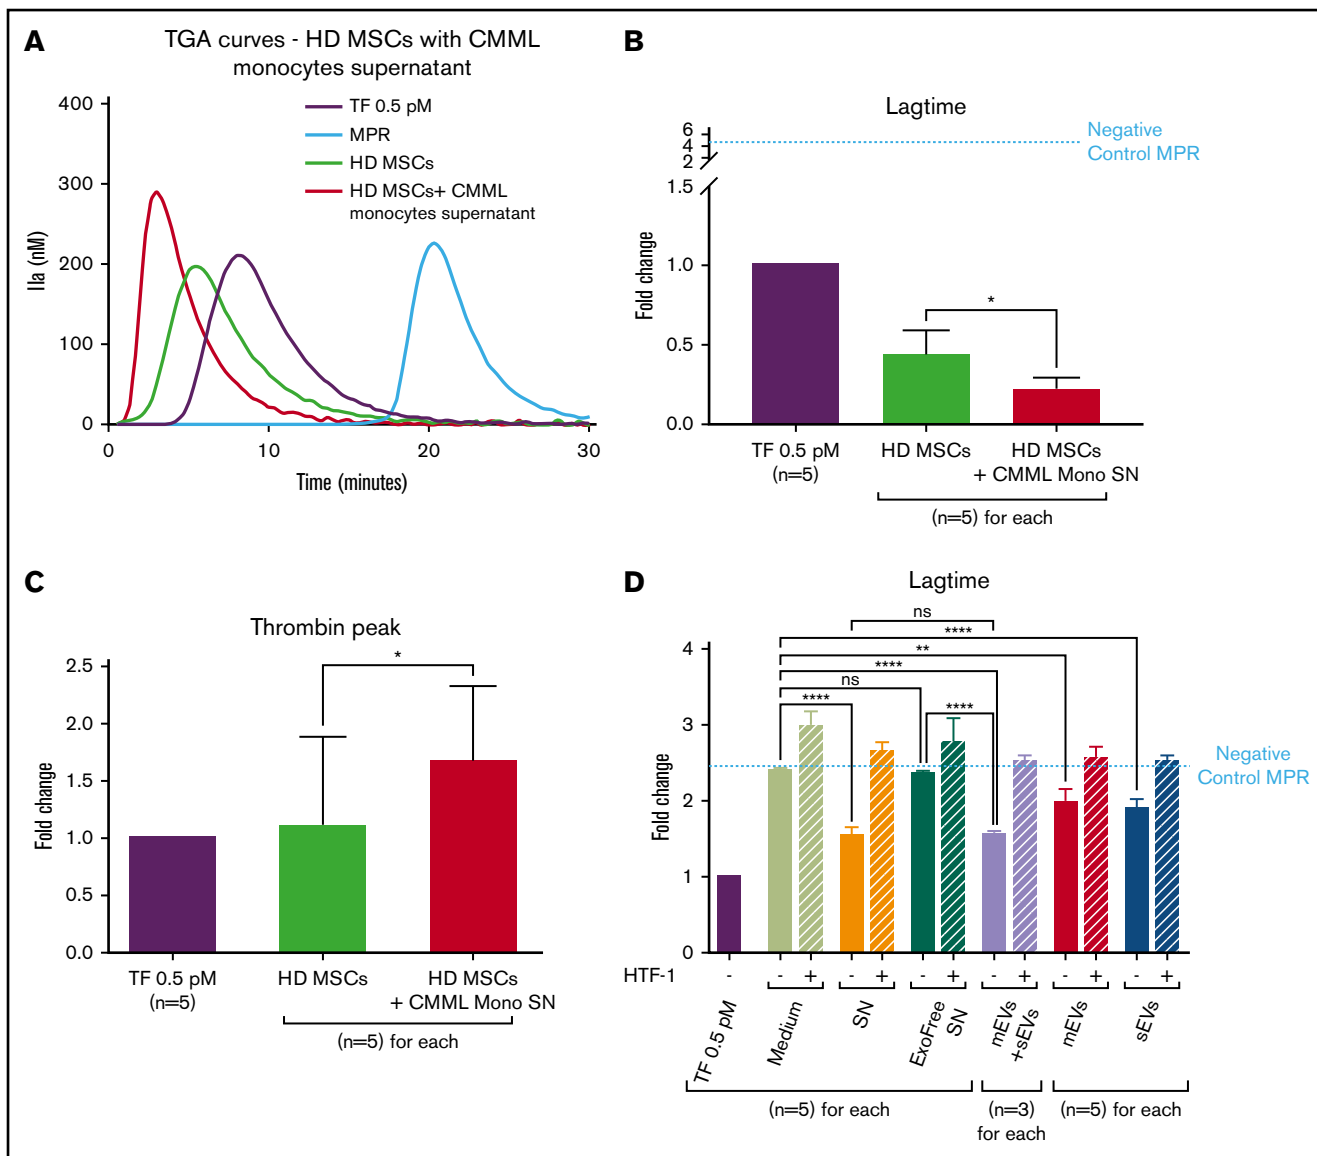 A
TGA curves - HD MSCs with CMML
monocytes supernatant
TF 0.5 pM
MPR
HD MSCs
HD MSCs+ CMML
monocytes supernatant
400
300
200
100
0
IIa (nM)
0 10 20 30
Time (minutes)
B
Lagtime
Negative
Control MPR
6
4
2
1.5
1.0
0.5
0.0
Fold change
*
TF 0.5 pM
(n=5)
HD MSCs
HD MSCs
+ CMML Mono SN
(n=5) for each
C
Thrombin peak
2.5
2.0
1.5
1.0
0.5
0.0
Fold change
*
TF 0.5 pM
(n=5)
HD MSCs
HD MSCs
+ CMML Mono SN
(n=5) for each
D
Lagtime
ns
****
**
****
ns
****
****
4
3
2
1
0
Fold change
Negative
Control MPR
HTF-1 - - + - + - + - + - + - +
TF 0.5 pM
Medium
SN
ExoFree
SN
mEVs
+sEVs
mEVs
sEVs
(n=5) for each
(n=3)
for each
(n=5) for each